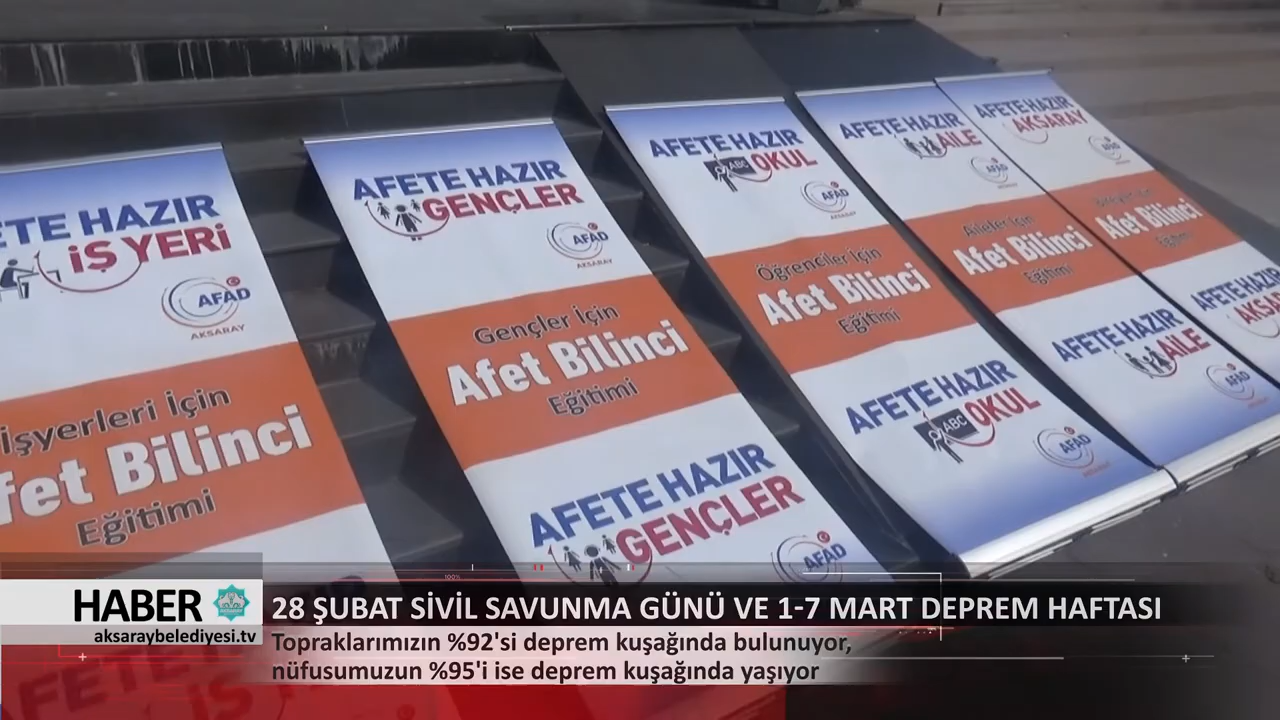 AFETE HAZIR
İŞ YERİ
AFAD
AKSARAY
İşyerleri İçin
Afet Bilinci
Eğitimi
AFETE HAZIR
GENÇLER
AFAD
AKSARAY
Gençler İçin
Afet Bilinci
Eğitimi
AFETE HAZIR
GENÇLER
AFAD
AFETE HAZIR
ABC
OKUL
AFAD
AKSARAY
Öğrenciler İçin
Afet Bilinci
Eğitimi
AFETE HAZIR
ABC
OKUL
AFAD
AKSARAY
AFETE HAZIR
AİLE
AFAD
Aileler İçin
Afet Bilinci
Eğitimi
AFETE HAZIR
AİLE
AFAD
AFETE HAZIR
AKSARAY
AFAD
Afet Bilinci
Eğitimi
AFETE HAZIR
HABER
aksaraybelediyesi.tv
100%
28 ŞUBAT SİVİL SAVUNMA GÜNÜ VE 1-7 MART DEPREM HAFTASI
Topraklarımızın %92'si deprem kuşağında bulunuyor,
nüfusumuzun %95'i ise deprem kuşağında yaşıyor